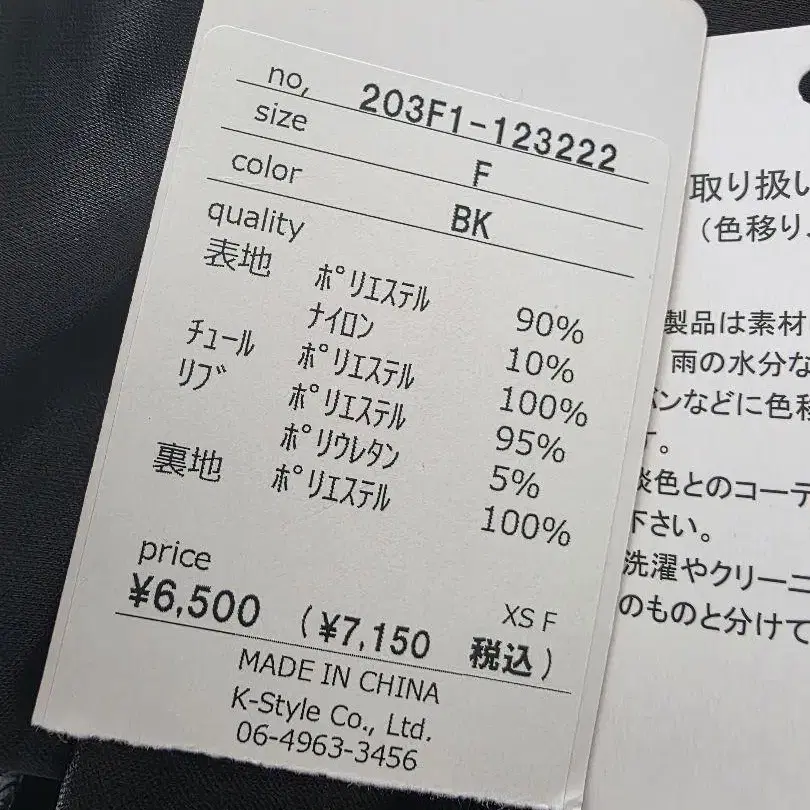 no, 203F1-123222
size F
color BK
quality
表地 ﾎﾟﾘｴｽﾃﾙ 90%
ﾅｲﾛﾝ 10%
ﾁｭｰﾙ ﾎﾟﾘｴｽﾃﾙ 100%
ﾘﾌﾞ ﾎﾟﾘｴｽﾃﾙ 95%
ﾎﾟﾘｳﾚﾀﾝ 5%
裏地 ﾎﾟﾘｴｽﾃﾙ 100%
price
XS F
¥6,500 (¥7,150 税込)
MADE IN CHINA
K-Style Co., Ltd.
06-4963-3456
取り扱い
(色移り
製品は素材
雨の水分な
などに色移
す。
淡色とのコーデ
下さい。
洗濯やクリーニ
のものと分けて